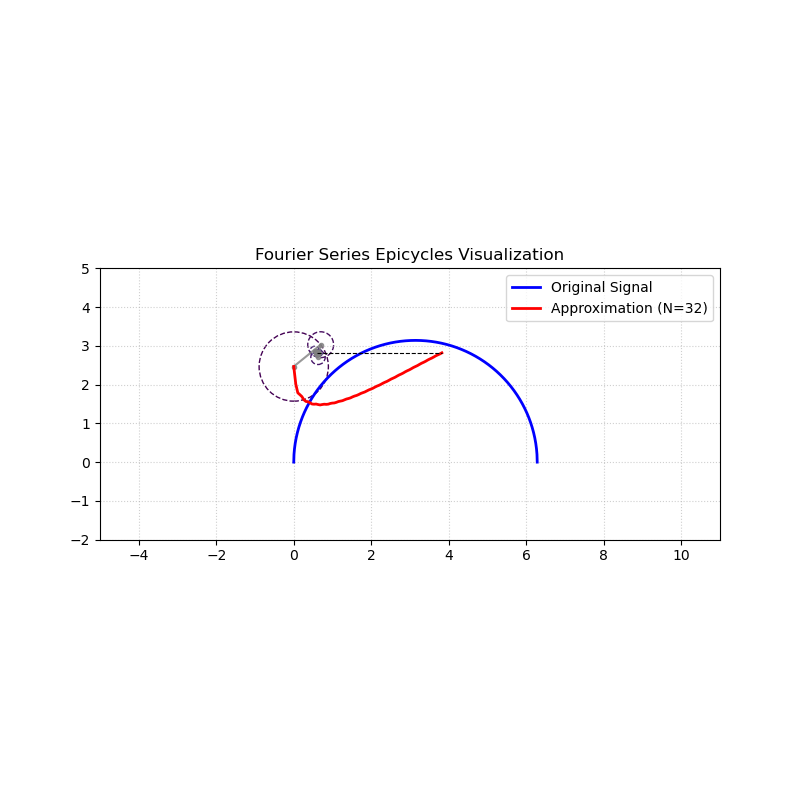 Fourier Series Epicycles Visualization
5
4
3
2
1
0
−1
−2
Original Signal
Approximation (N=32)
−4 −2 0 2 4 6 8 10